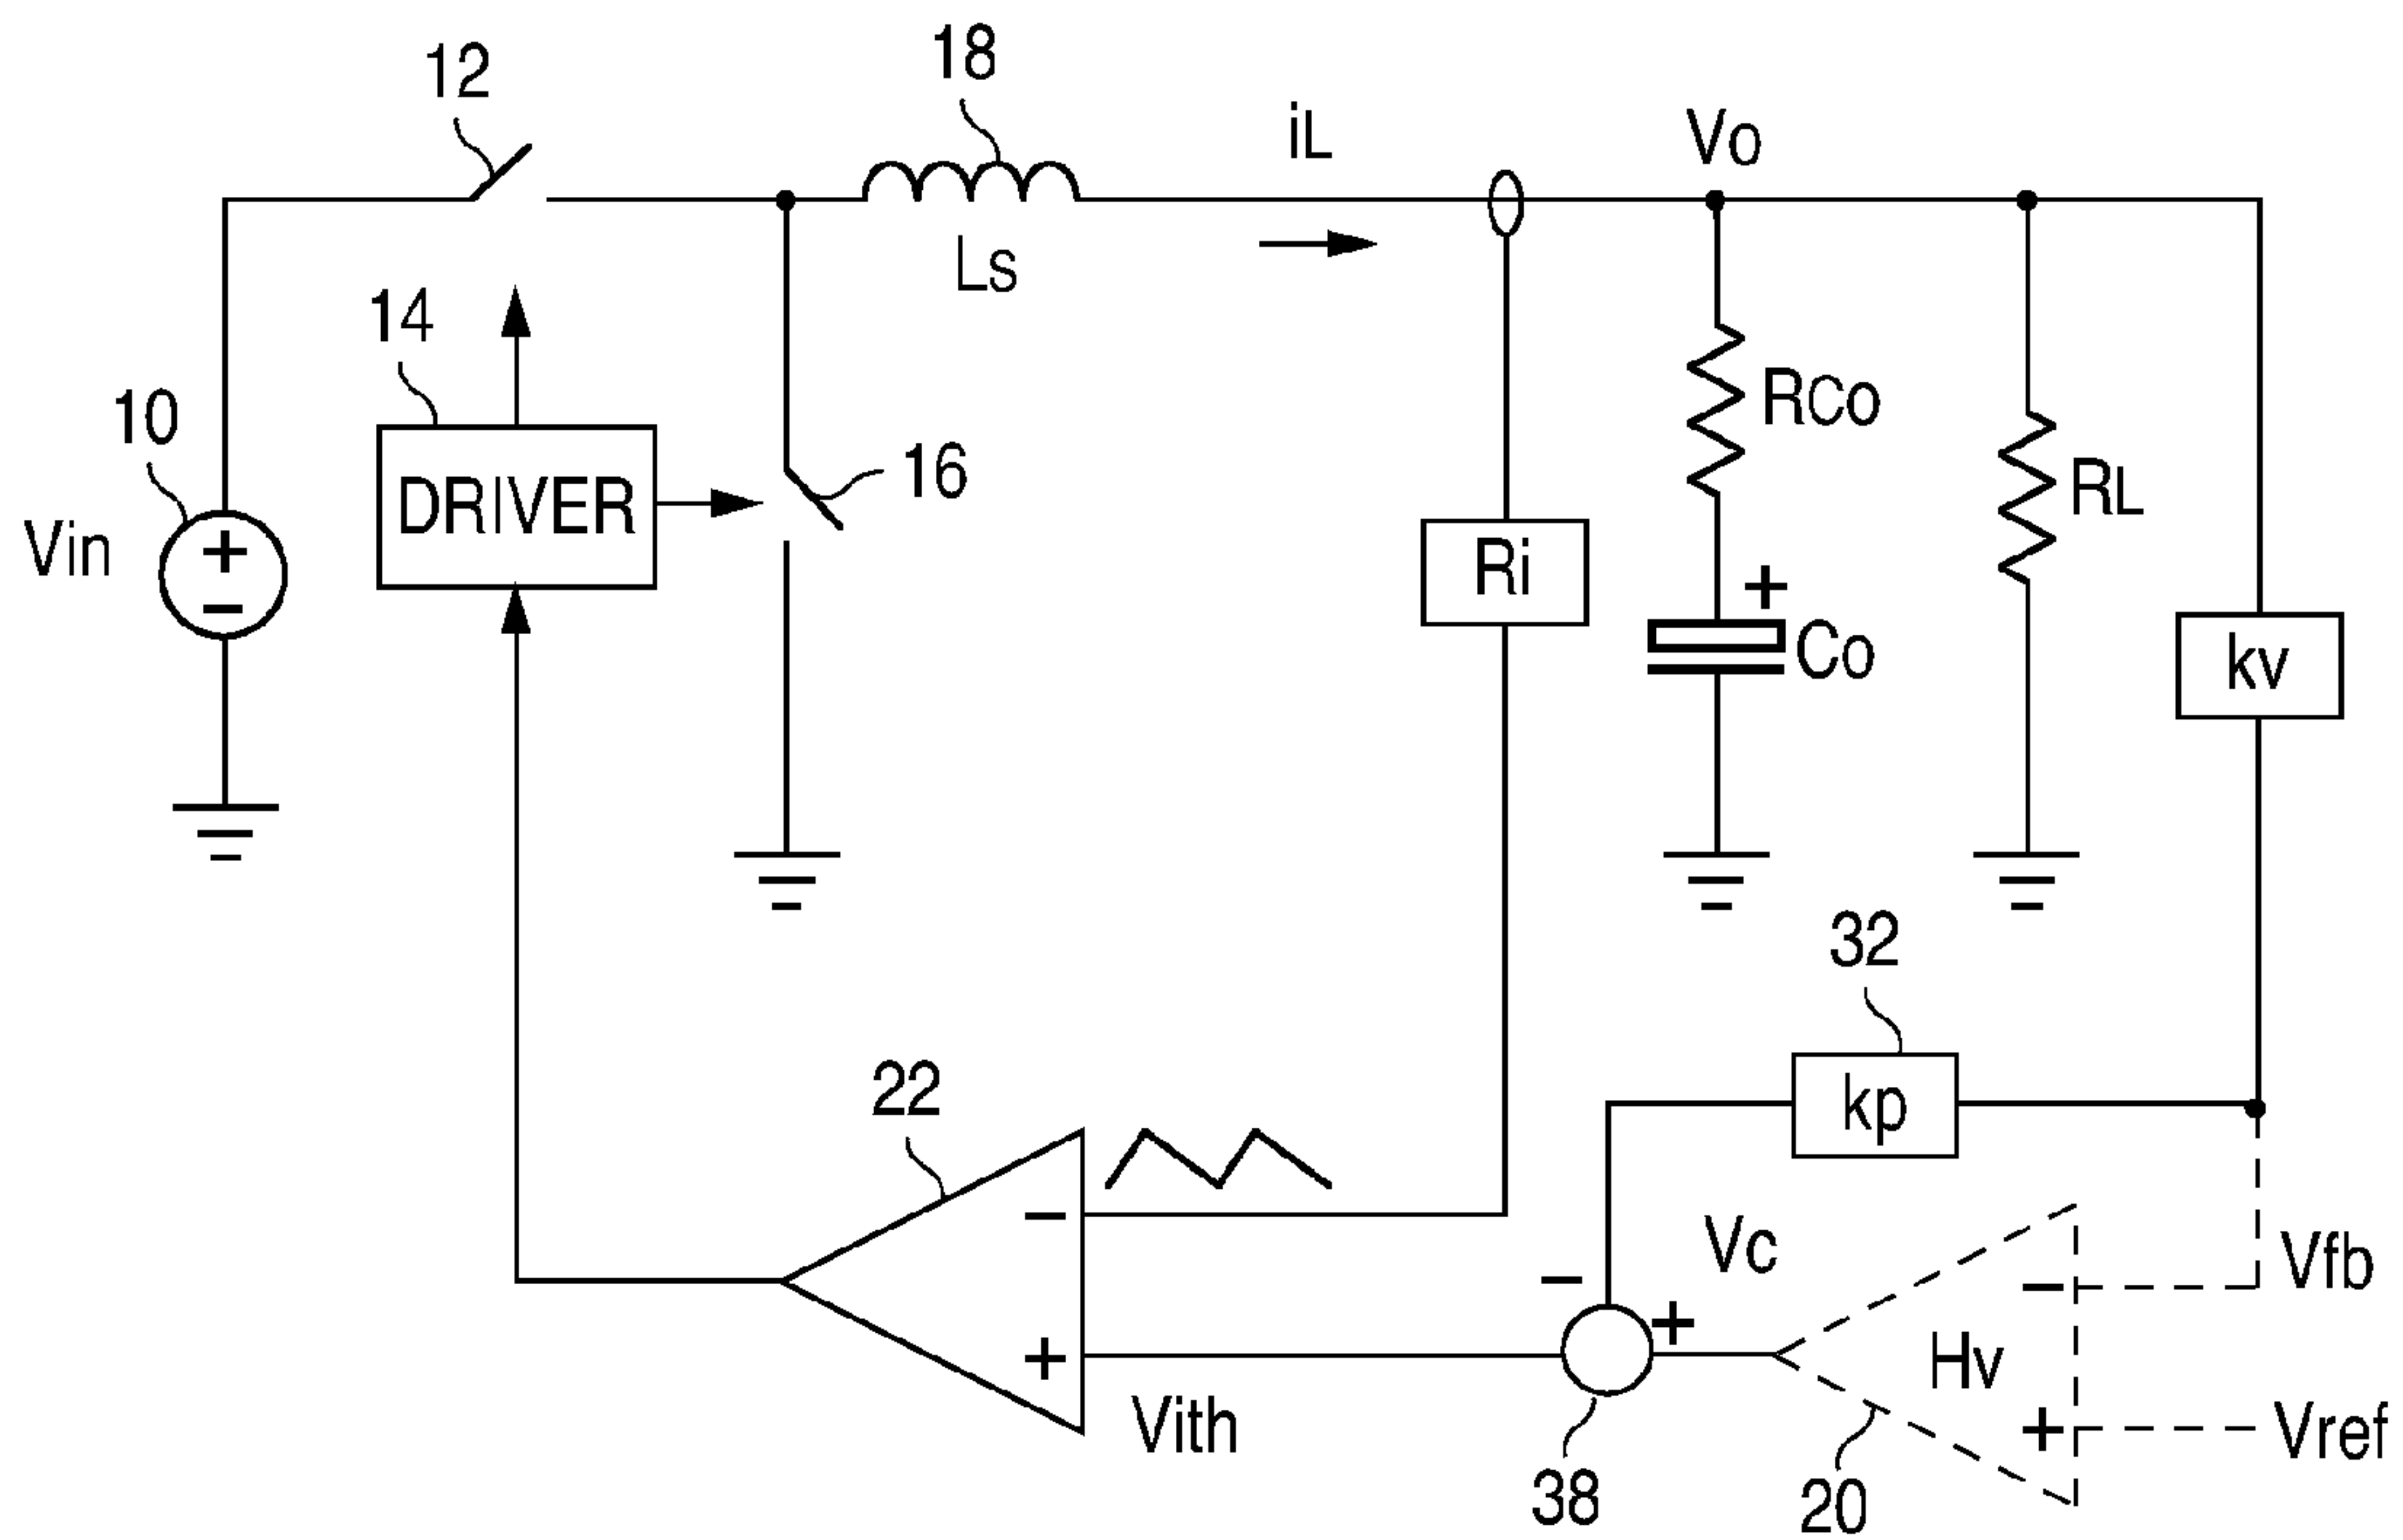 18
12
iL
Vo
Ls
14
10
RCo
16
DRIVER
RL
Vin
+
−
Ri
+
Co
kv
32
22
kp
−
Vc
−
Vfb
−
+
Hv
+
Vith
+
Vref
38
20